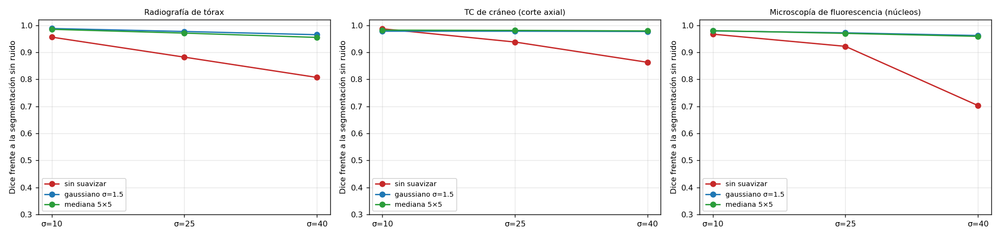 Radiografía de tórax
Dice frente a la segmentación sin ruido
1.0
0.9
0.8
0.7
0.6
0.5
0.4
0.3
sin suavizar
gaussiano σ=1.5
mediana 5×5
σ=10
σ=25
σ=40
TC de cráneo (corte axial)
Dice frente a la segmentación sin ruido
1.0
0.9
0.8
0.7
0.6
0.5
0.4
0.3
sin suavizar
gaussiano σ=1.5
mediana 5×5
σ=10
σ=25
σ=40
Microscopía de fluorescencia (núcleos)
Dice frente a la segmentación sin ruido
1.0
0.9
0.8
0.7
0.6
0.5
0.4
0.3
sin suavizar
gaussiano σ=1.5
mediana 5×5
σ=10
σ=25
σ=40